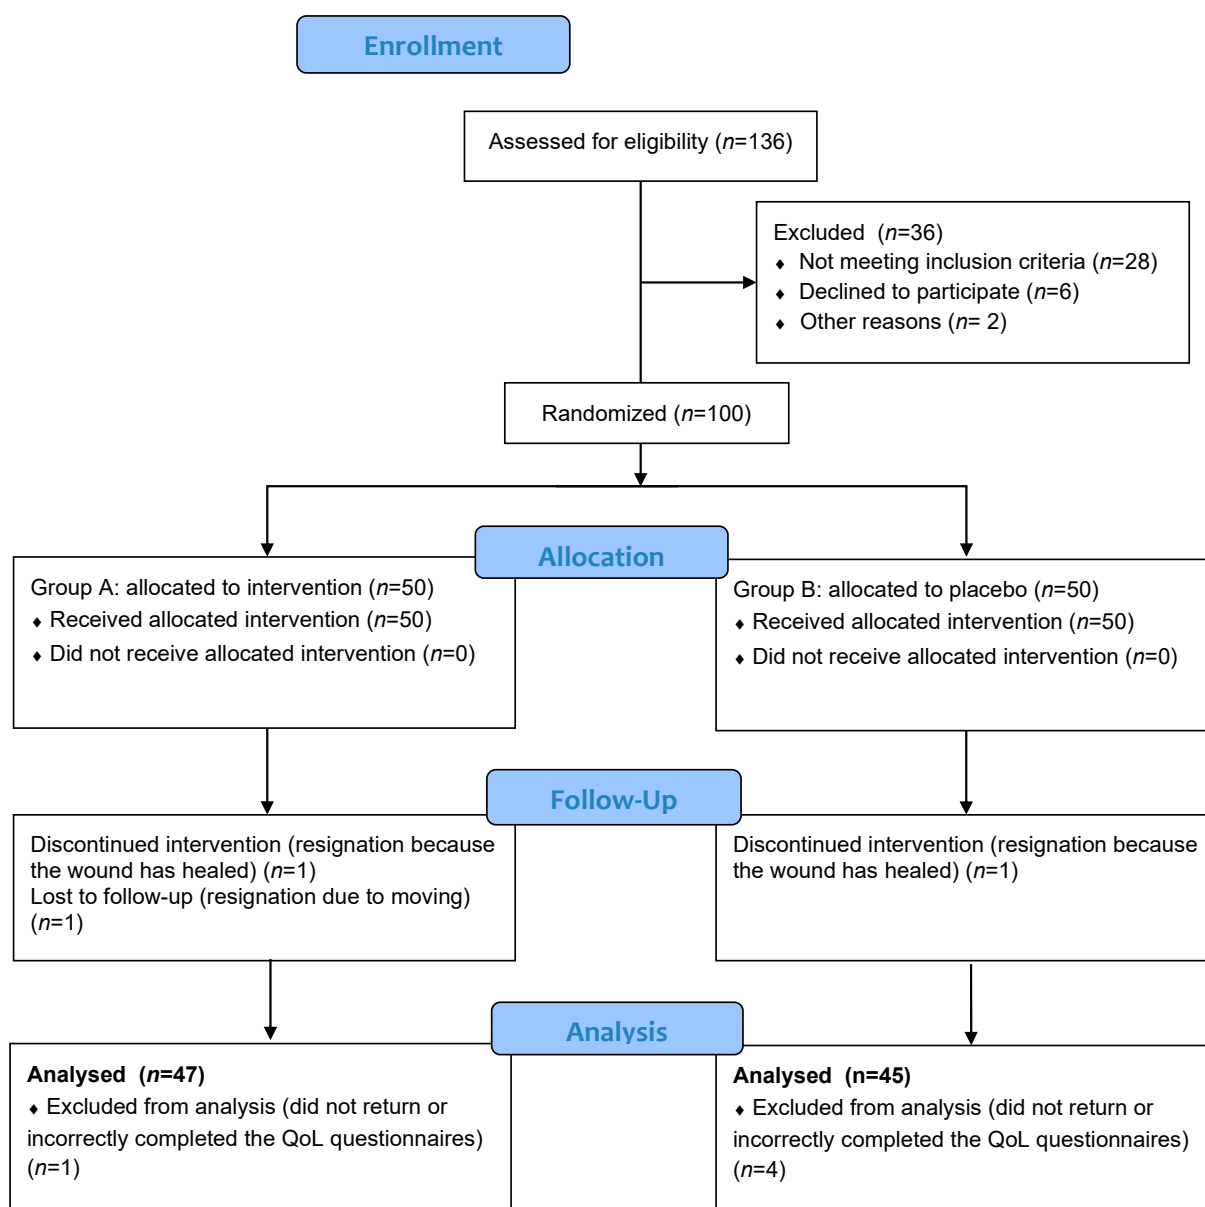 Enrollment
Assessed for eligibility (n=136)
Excluded  (n=36)
♦ Not meeting inclusion criteria (n=28)
♦ Declined to participate (n=6)
♦ Other reasons (n= 2)
Randomized (n=100)
Allocation
Group A: allocated to intervention (n=50)
♦ Received allocated intervention (n=50)
♦ Did not receive allocated intervention (n=0)
Group B: allocated to placebo (n=50)
♦ Received allocated intervention (n=50)
♦ Did not receive allocated intervention (n=0)
Follow-Up
Discontinued intervention (resignation because
the wound has healed) (n=1)
Lost to follow-up (resignation due to moving)
(n=1)
Discontinued intervention (resignation because
the wound has healed) (n=1)
Analysis
Analysed  (n=47)
♦ Excluded from analysis (did not return or
incorrectly completed the QoL questionnaires)
(n=1)
Analysed  (n=45)
♦ Excluded from analysis (did not return or
incorrectly completed the QoL questionnaires)
(n=4)